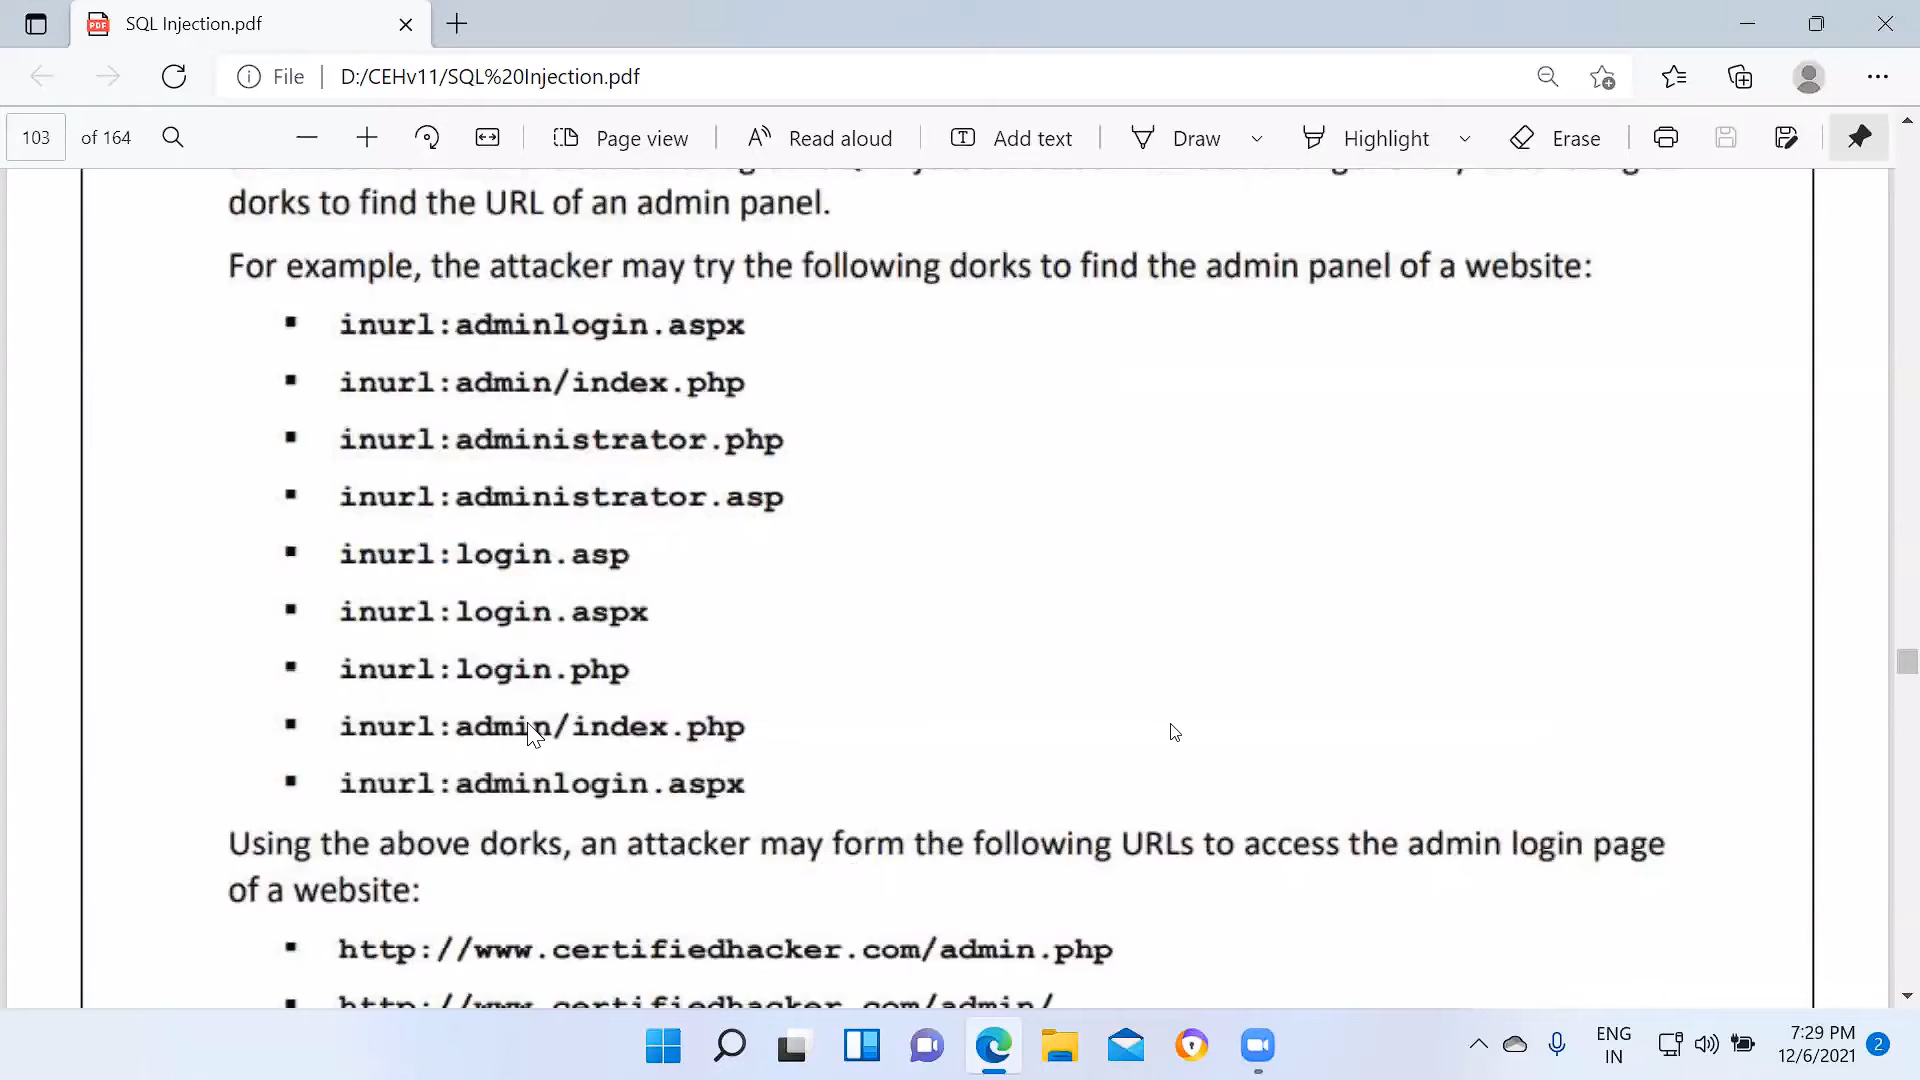 SQL Injection.pdf
File
D:/CEHv11/SQL%20Injection.pdf
103 of 164
Page view
Read aloud
Add text
Draw
Highlight
Erase
dorks to find the URL of an admin panel.
For example, the attacker may try the following dorks to find the admin panel of a website:
▪ inurl:adminlogin.aspx
▪ inurl:admin/index.php
▪ inurl:administrator.php
▪ inurl:administrator.asp
▪ inurl:login.asp
▪ inurl:login.aspx
▪ inurl:login.php
▪ inurl:admin/index.php
▪ inurl:adminlogin.aspx
Using the above dorks, an attacker may form the following URLs to access the admin login page
of a website:
▪ http://www.certifiedhacker.com/admin.php
▪ http://www.certifiedhacker.com/admin/
ENG
IN
7:29 PM
12/6/2021
2